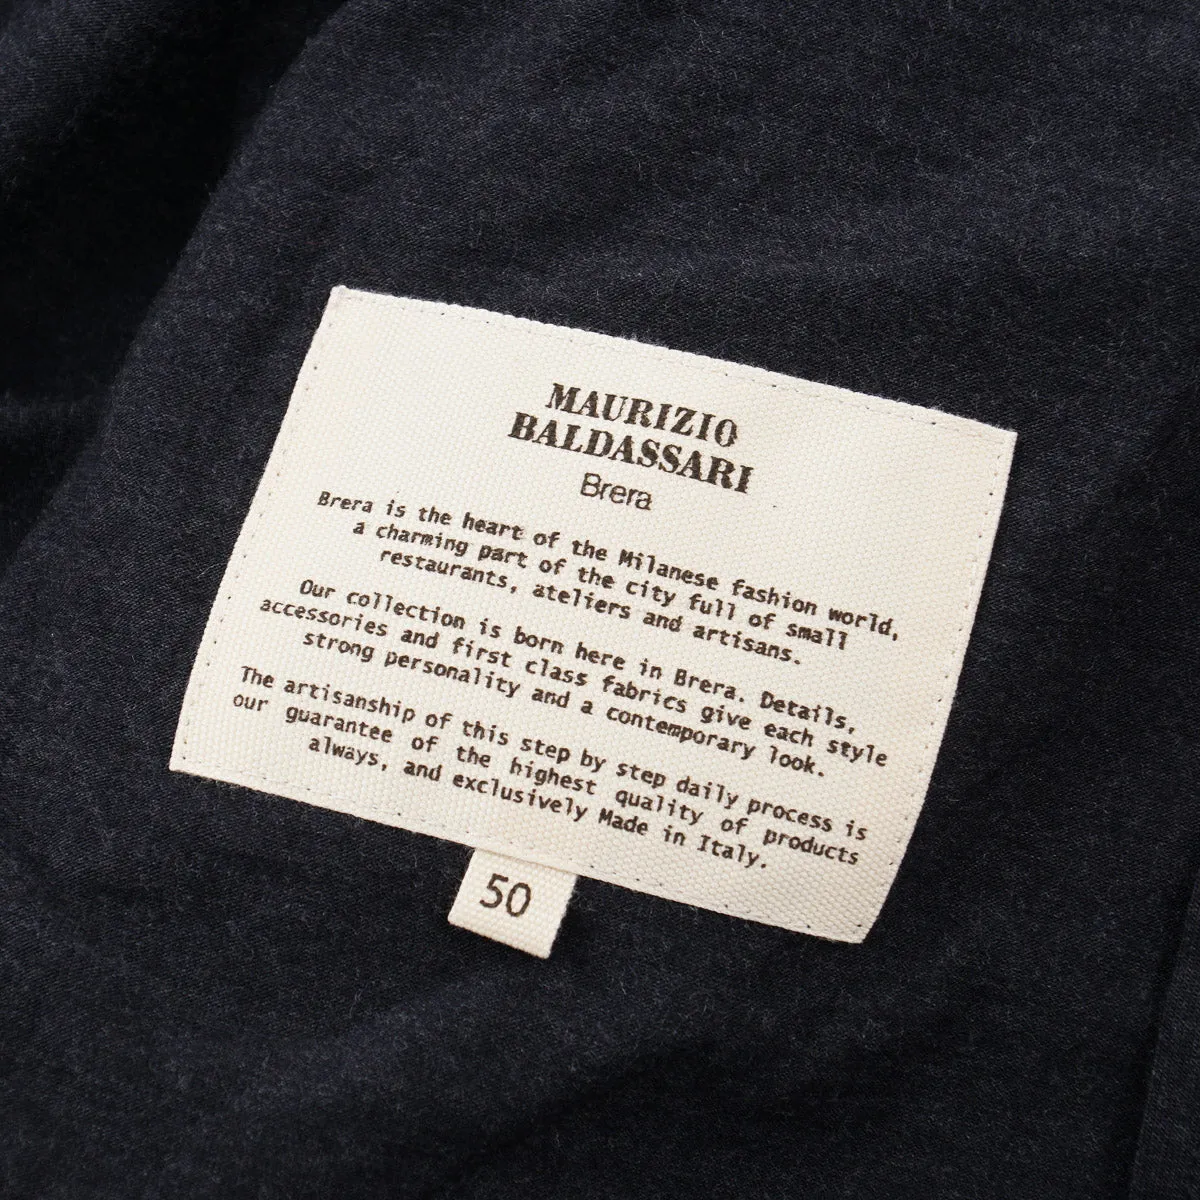 MAURIZIO
BALDASSARI
Brera
Brera is the heart of the Milanese fashion world,
a charming part of the city full of small
restaurants, ateliers and artisans.
Our collection is born here in Brera. Details,
accessories and first class fabrics give each style
strong personality and a contemporary look.
The artisanship of this step by step daily process is
our guarantee of the highest quality of products
always, and exclusively Made in Italy.
50